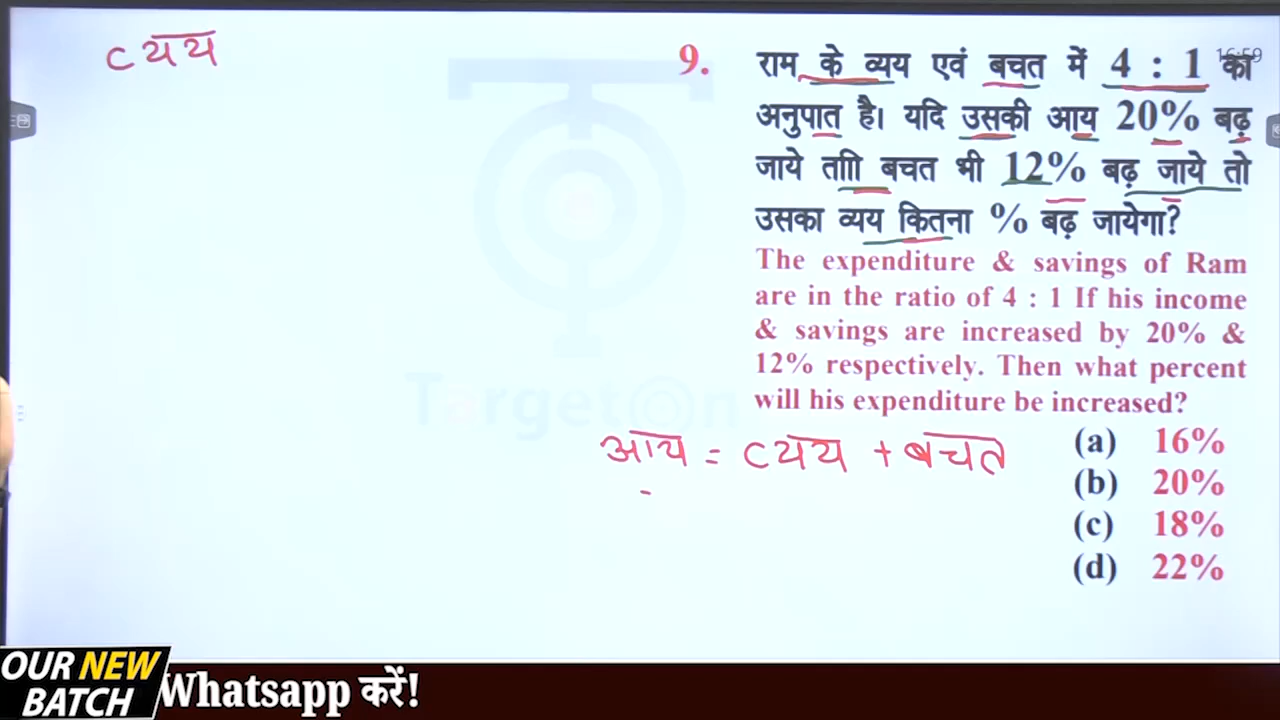 व्यय
9. राम के व्यय एवं बचत में 4 : 1 का
16:59
अनुपात है। यदि उसकी आय 20% बढ़
जाये ताीि बचत भी 12% बढ़ जाये तो
उसका व्यय कितना % बढ़ जायेगा?
The expenditure & savings of Ram
are in the ratio of 4 : 1 If his income
& savings are increased by 20% &
12% respectively. Then what percent
will his expenditure be increased?
आय = व्यय + बचत
(a) 16%
(b) 20%
(c) 18%
(d) 22%
TargetOn
OUR NEW
BATCH
Whatsapp करें!